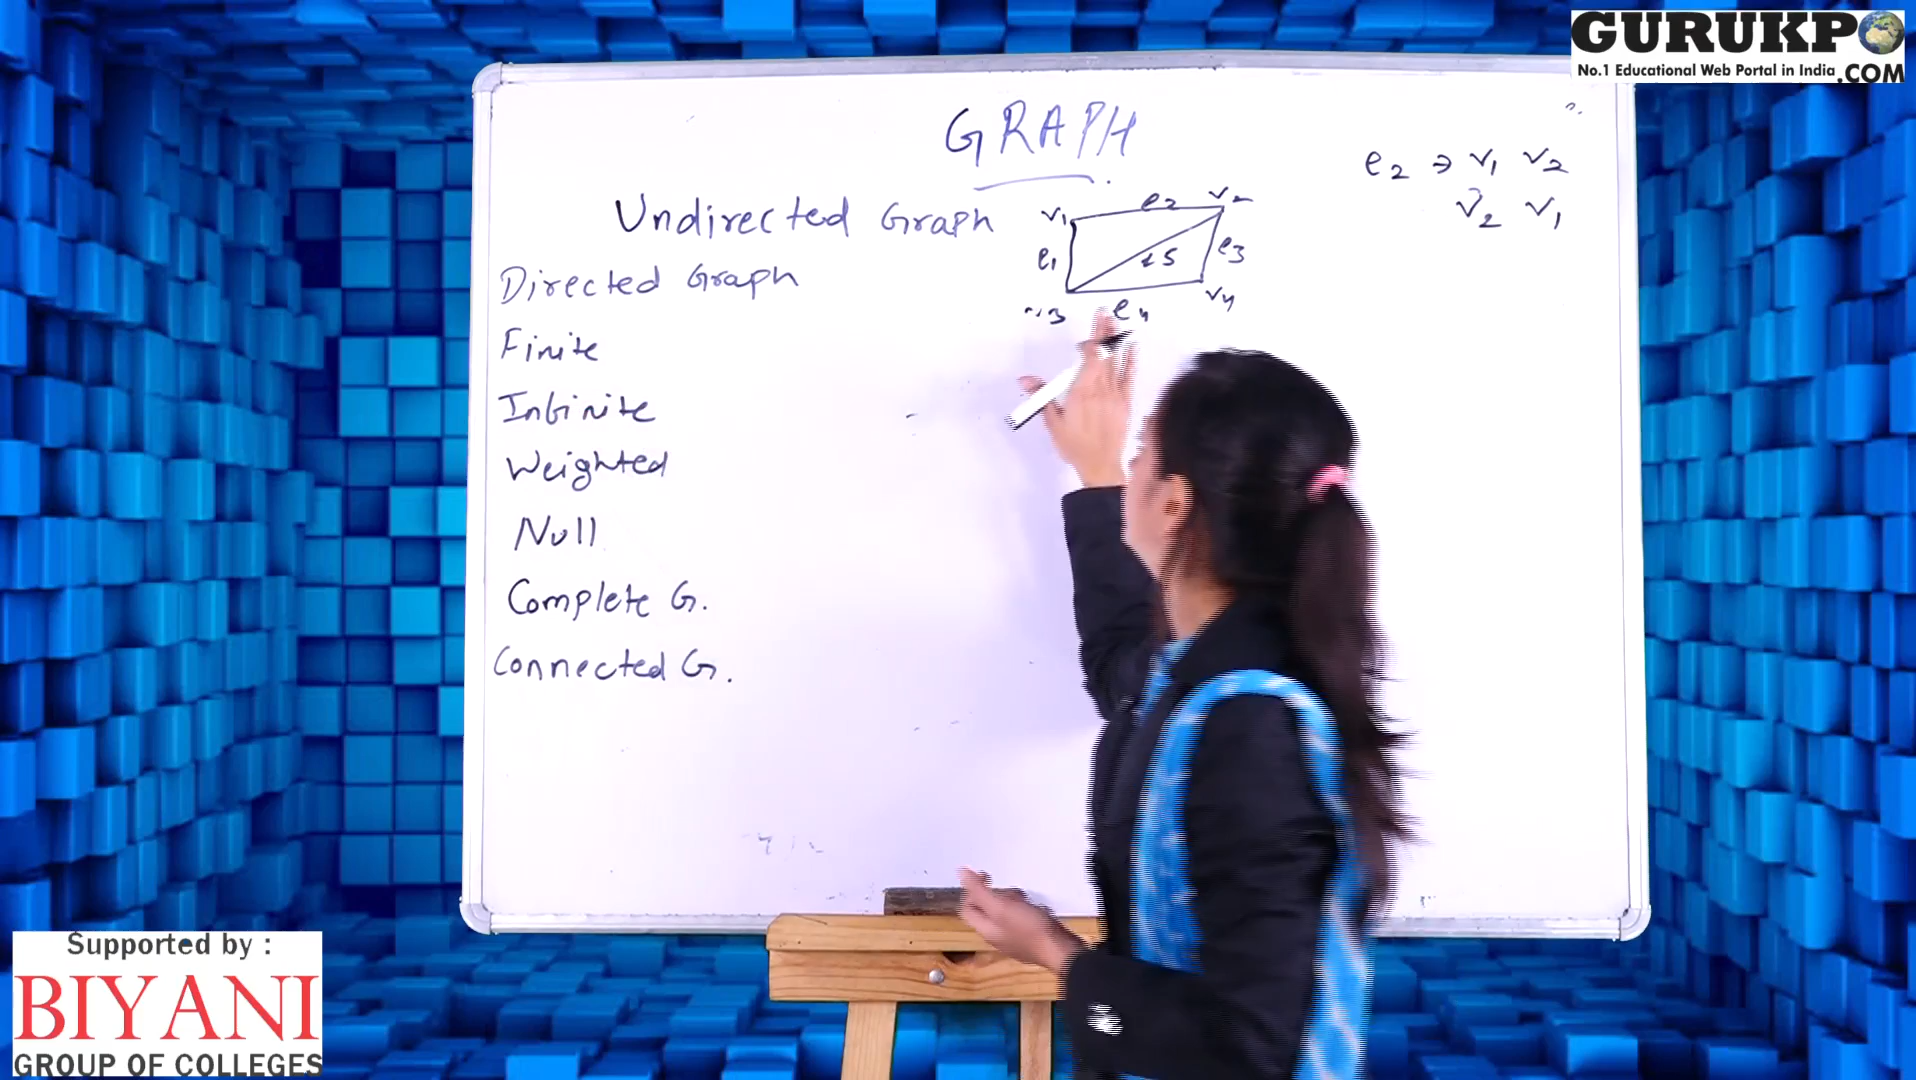 GURUKPO
No.1 Educational Web Portal in India .COM
GRAPH
e2 ⇒ v1 v2
v2 v1
Undirected Graph
v1 e2 v2
e1 e5 e3
v3 e4 v4
Directed Graph
Finite
Infinite
Weighted
Null
Complete G.
Connected G.
Supported by :
BIYANI
GROUP OF COLLEGES